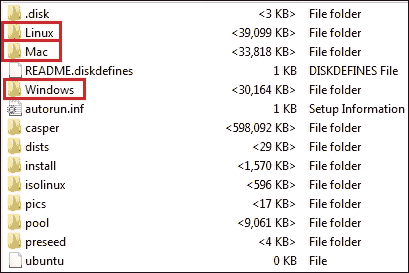 .disk <3 KB> File folder
Linux <39,099 KB> File folder
Mac <33,818 KB> File folder
README.diskdefines 1 KB DISKDEFINES File
Windows <30,164 KB> File folder
autorun.inf 1 KB Setup Information
casper <598,092 KB> File folder
dists <29 KB> File folder
install <1,570 KB> File folder
isolinux <596 KB> File folder
pics <17 KB> File folder
pool <9,061 KB> File folder
preseed <4 KB> File folder
ubuntu 0 KB File